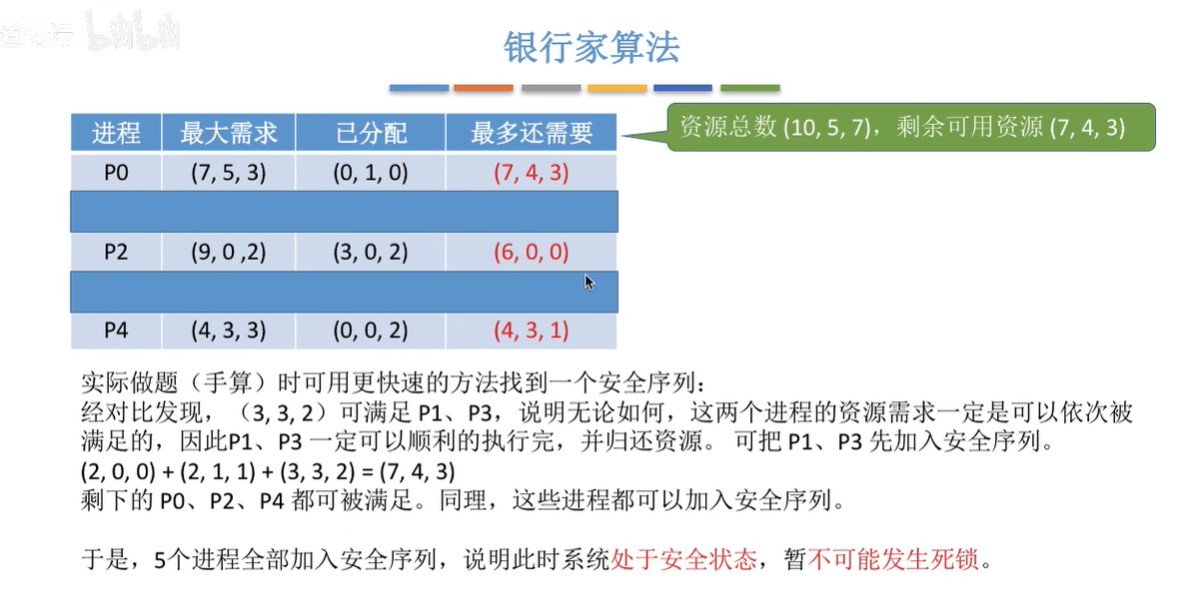 bilibili
银行家算法
进程 最大需求 已分配 最多还需要
资源总数 (10, 5, 7)，剩余可用资源 (7, 4, 3)
P0 (7, 5, 3) (0, 1, 0) (7, 4, 3)
P2 (9, 0 ,2) (3, 0, 2) (6, 0, 0)
P4 (4, 3, 3) (0, 0, 2) (4, 3, 1)
实际做题（手算）时可用更快速的方法找到一个安全序列：
经对比发现，（3, 3, 2）可满足 P1、P3，说明无论如何，这两个进程的资源需求一定是可以依次被
满足的，因此P1、P3 一定可以顺利的执行完，并归还资源。 可把 P1、P3 先加入安全序列。
(2, 0, 0) + (2, 1, 1) + (3, 3, 2) = (7, 4, 3)
剩下的 P0、P2、P4 都可被满足。同理，这些进程都可以加入安全序列。
于是，5个进程全部加入安全序列，说明此时系统处于安全状态，暂不可能发生死锁。